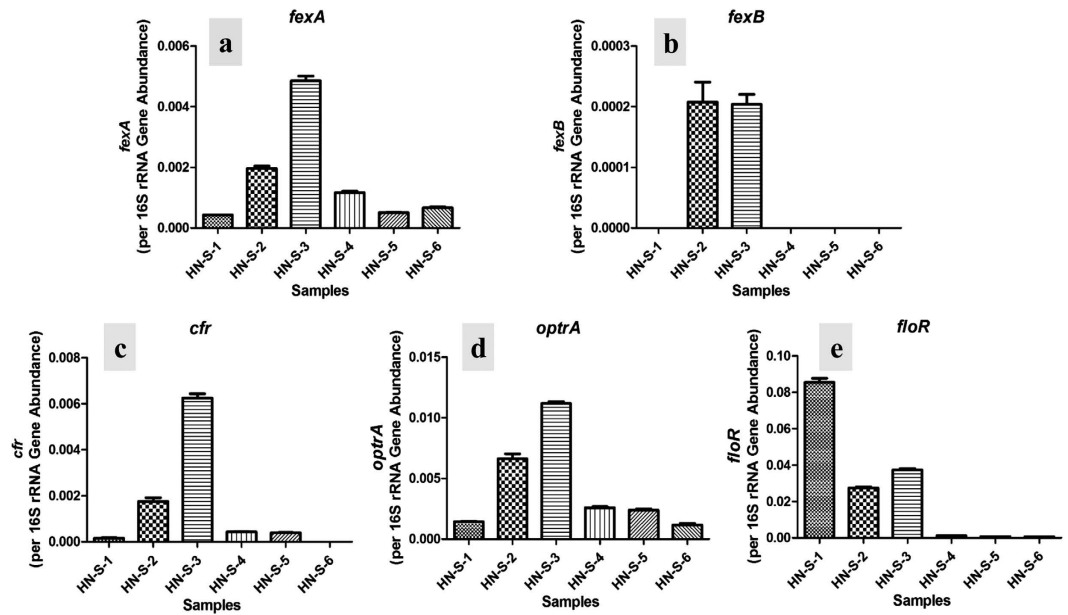 fexA
a
0.006
0.004
0.002
0.000
fexA
(per 16S rRNA Gene Abundance)
HN-S-1
HN-S-2
HN-S-3
HN-S-4
HN-S-5
HN-S-6
Samples
fexB
b
0.0003
0.0002
0.0001
0.0000
fexB
(per 16S rRNA Gene Abundance)
HN-S-1
HN-S-2
HN-S-3
HN-S-4
HN-S-5
HN-S-6
Samples
cfr
c
0.008
0.006
0.004
0.002
0.000
cfr
(per 16S rRNA Gene Abundance)
HN-S-1
HN-S-2
HN-S-3
HN-S-4
HN-S-5
HN-S-6
Samples
optrA
d
0.015
0.010
0.005
0.000
optrA
(per 16S rRNA Gene Abundance)
HN-S-1
HN-S-2
HN-S-3
HN-S-4
HN-S-5
HN-S-6
Samples
floR
e
0.10
0.08
0.06
0.04
0.02
0.00
floR
(per 16S rRNA Gene Abundance)
HN-S-1
HN-S-2
HN-S-3
HN-S-4
HN-S-5
HN-S-6
Samples